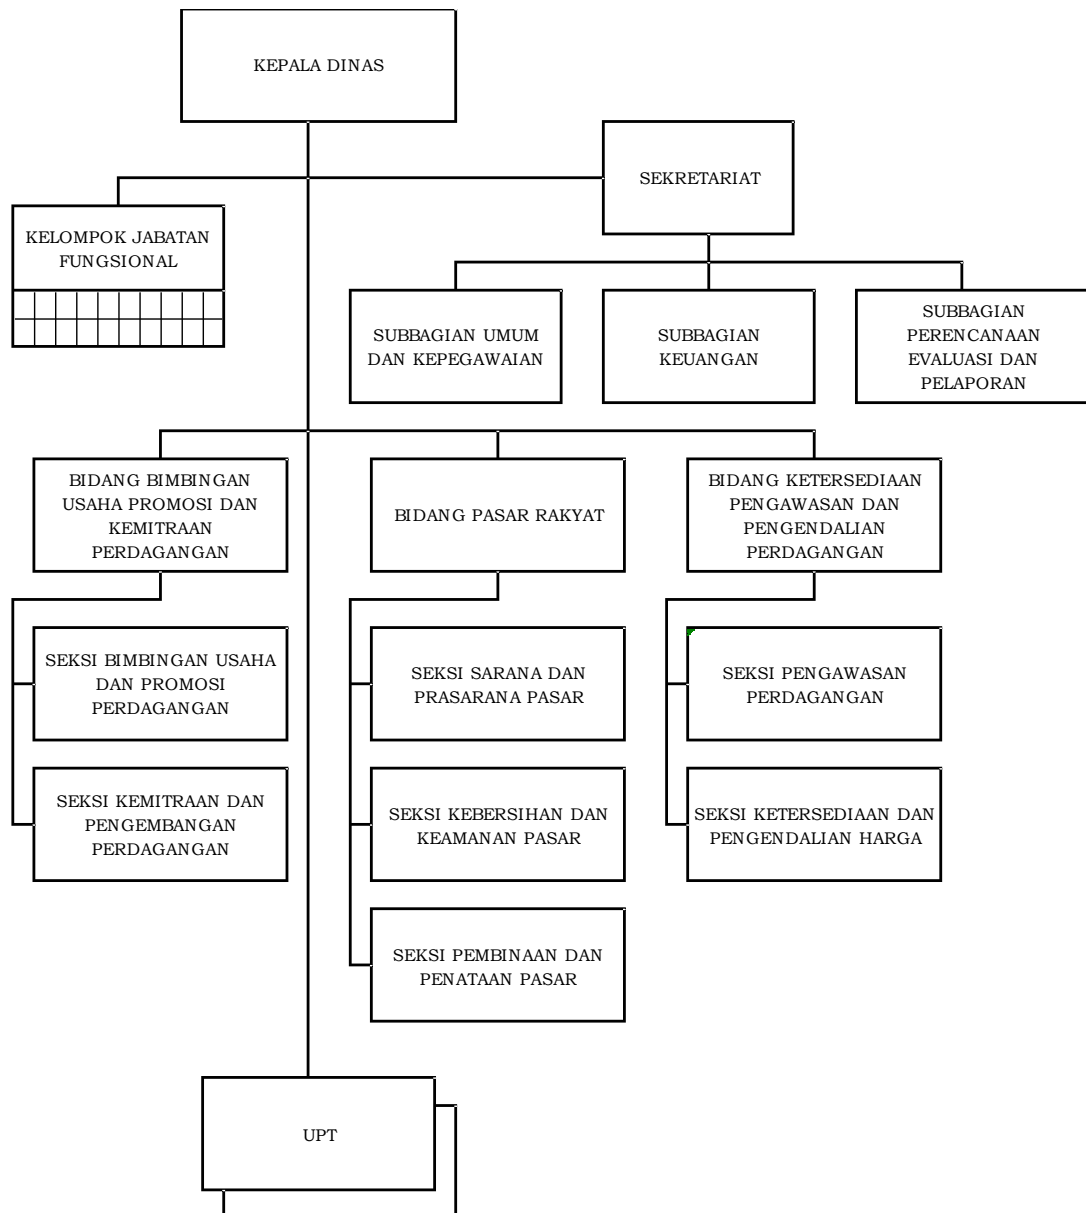 KEPALA DINAS
SEKRETARIAT
KELOMPOK JABATAN
FUNGSIONAL
SUBBAGIAN UMUM
DAN KEPEGAWAIAN
SUBBAGIAN
KEUANGAN
SUBBAGIAN
PERENCANAAN
EVALUASI DAN
PELAPORAN
BIDANG BIMBINGAN
USAHA PROMOSI DAN
KEMITRAAN
PERDAGANGAN
BIDANG PASAR RAKYAT
BIDANG KETERSEDIAAN
PENGAWASAN DAN
PENGENDALIAN
PERDAGANGAN
SEKSI BIMBINGAN USAHA
DAN PROMOSI
PERDAGANGAN
SEKSI SARANA DAN
PRASARANA PASAR
SEKSI PENGAWASAN
PERDAGANGAN
SEKSI KEMITRAAN DAN
PENGEMBANGAN
PERDAGANGAN
SEKSI KEBERSIHAN DAN
KEAMANAN PASAR
SEKSI KETERSEDIAAN DAN
PENGENDALIAN HARGA
SEKSI PEMBINAAN DAN
PENATAAN PASAR
UPT